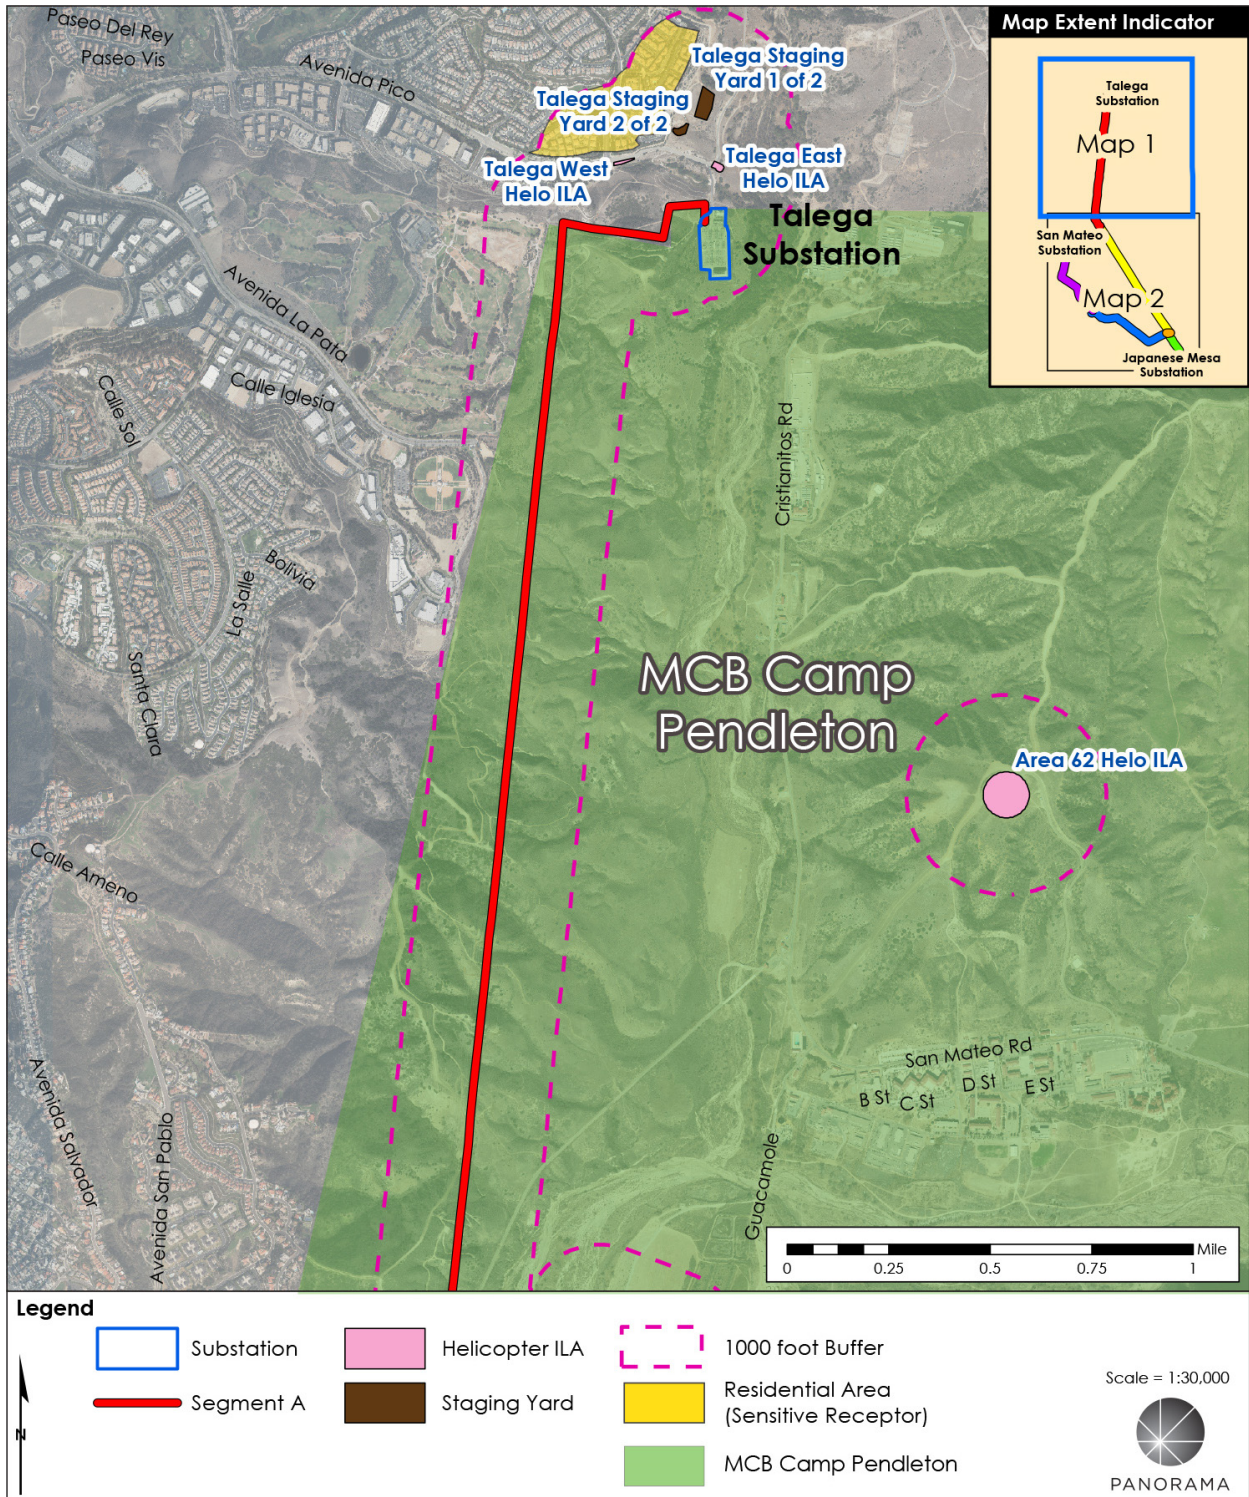 Paseo Del Rey
Paseo Vis
Avenida Pico
Talega Staging
Yard 1 of 2
Talega Staging
Yard 2 of 2
Talega West
Helo ILA
Talega East
Helo ILA
Talega
Substation
Map Extent Indicator
Talega
Substation
Map 1
San Mateo
Substation
Map 2
Japanese Mesa
Substation
Avenida La Pata
Calle Iglesia
Calle Sol
Cristianitos Rd
Bolivia
La Salle
Santa Clara
MCB Camp
Pendleton
Area 62 Helo ILA
Calle Ameno
San Mateo Rd
B St
C St
D St
E St
Avenida Salvador
Avenida San Pablo
Guacamole
Mile
0 0.25 0.5 0.75 1
Legend
Substation
Helicopter ILA
1000 foot Buffer
Segment A
Staging Yard
Residential Area
(Sensitive Receptor)
MCB Camp Pendleton
N
Scale = 1:30,000
PANORAMA